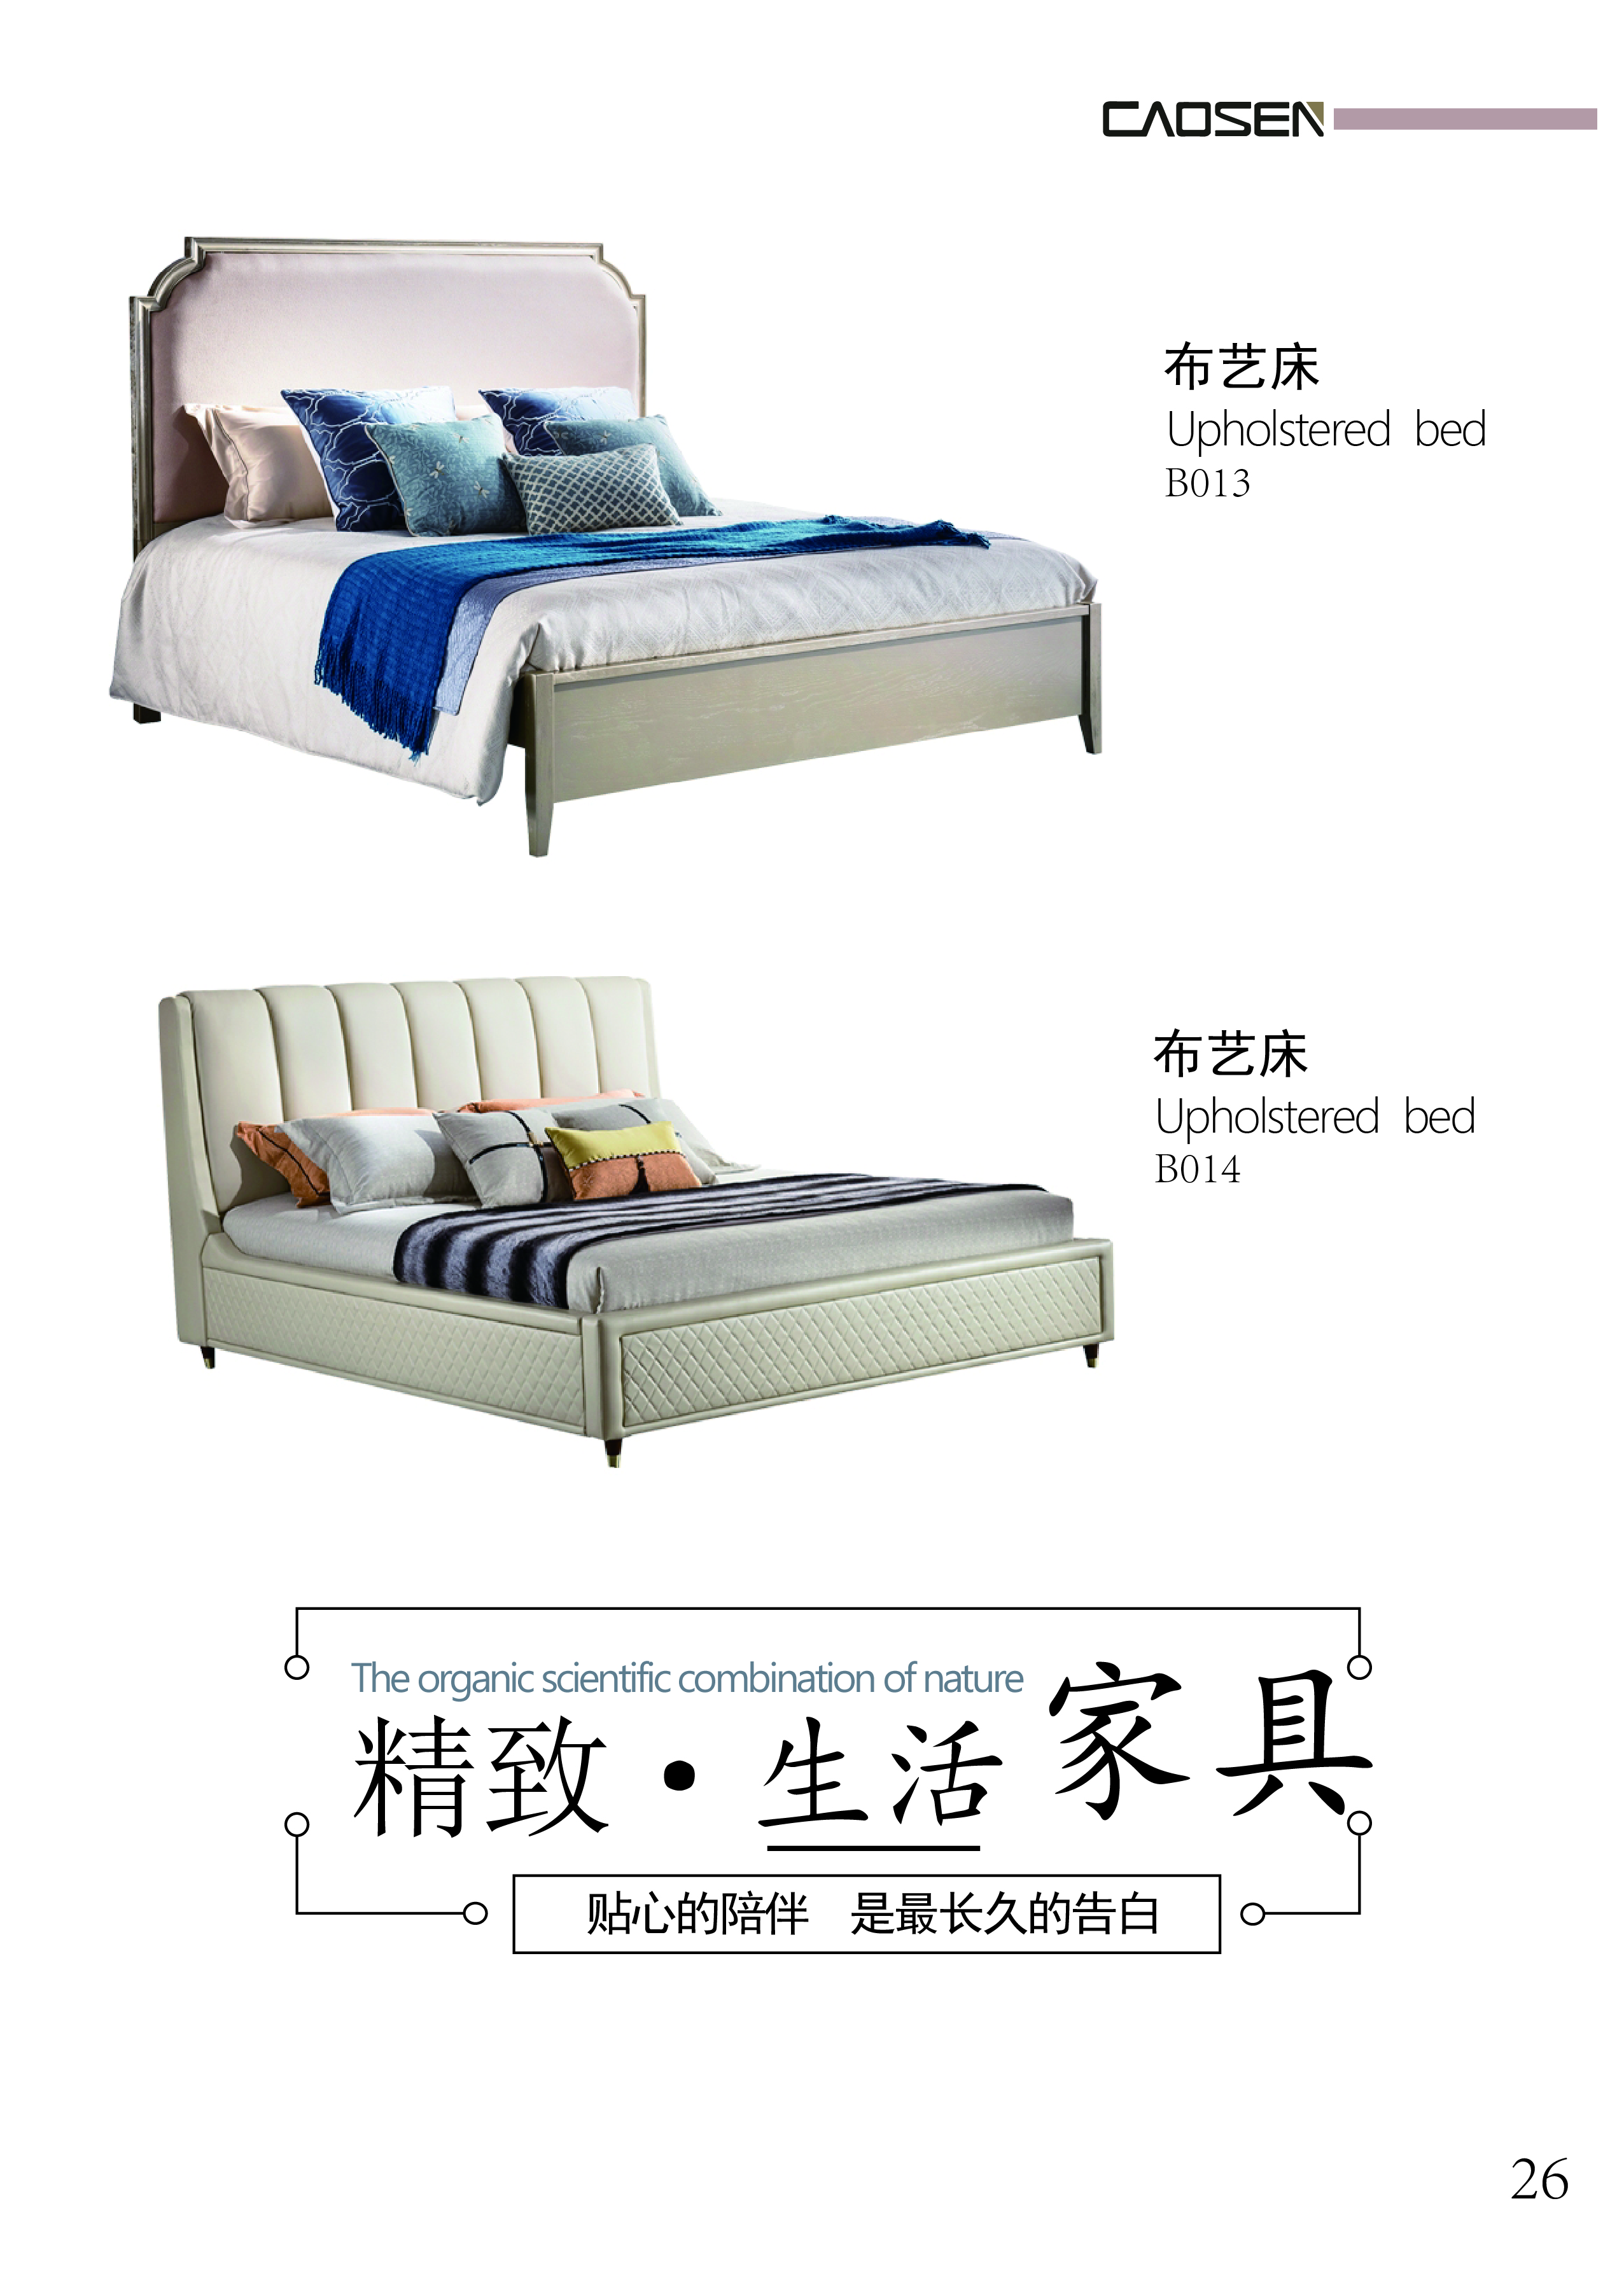 CAOSEN
布艺床
Upholstered bed
B013
布艺床
Upholstered bed
B014
The organic scientific combination of nature
精致·生活家具
贴心的陪伴 是最长久的告白
26